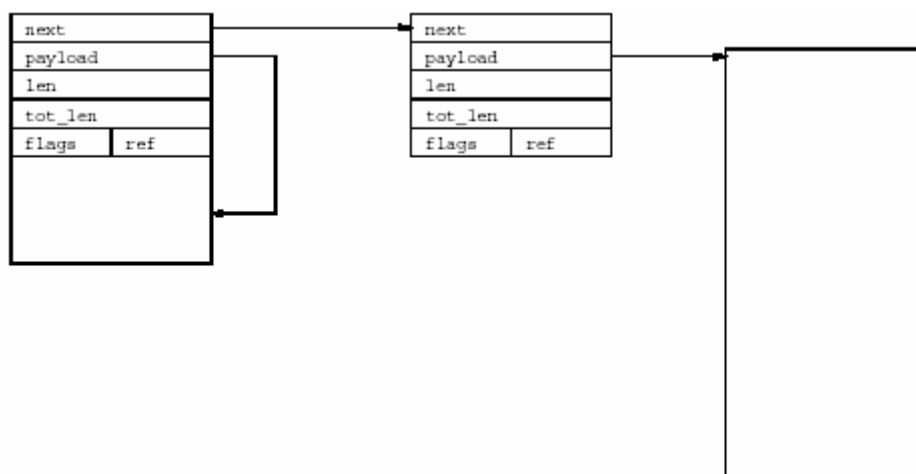 next
payload
len
tot_len
flags ref
next
payload
len
tot_len
flags ref